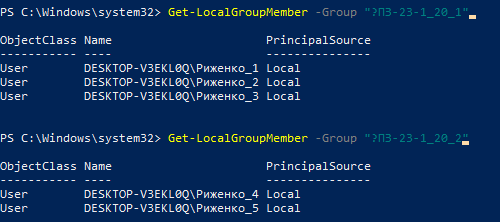 PS C:\Windows\system32> Get-LocalGroupMember -Group "?ПЗ-23-1_20_1"
ObjectClass Name PrincipalSource
----------- ---- ---------------
User DESKTOP-V3EKL0Q\Риженко_1 Local
User DESKTOP-V3EKL0Q\Риженко_2 Local
User DESKTOP-V3EKL0Q\Риженко_3 Local
PS C:\Windows\system32> Get-LocalGroupMember -Group "?ПЗ-23-1_20_2"
ObjectClass Name PrincipalSource
----------- ---- ---------------
User DESKTOP-V3EKL0Q\Риженко_4 Local
User DESKTOP-V3EKL0Q\Риженко_5 Local